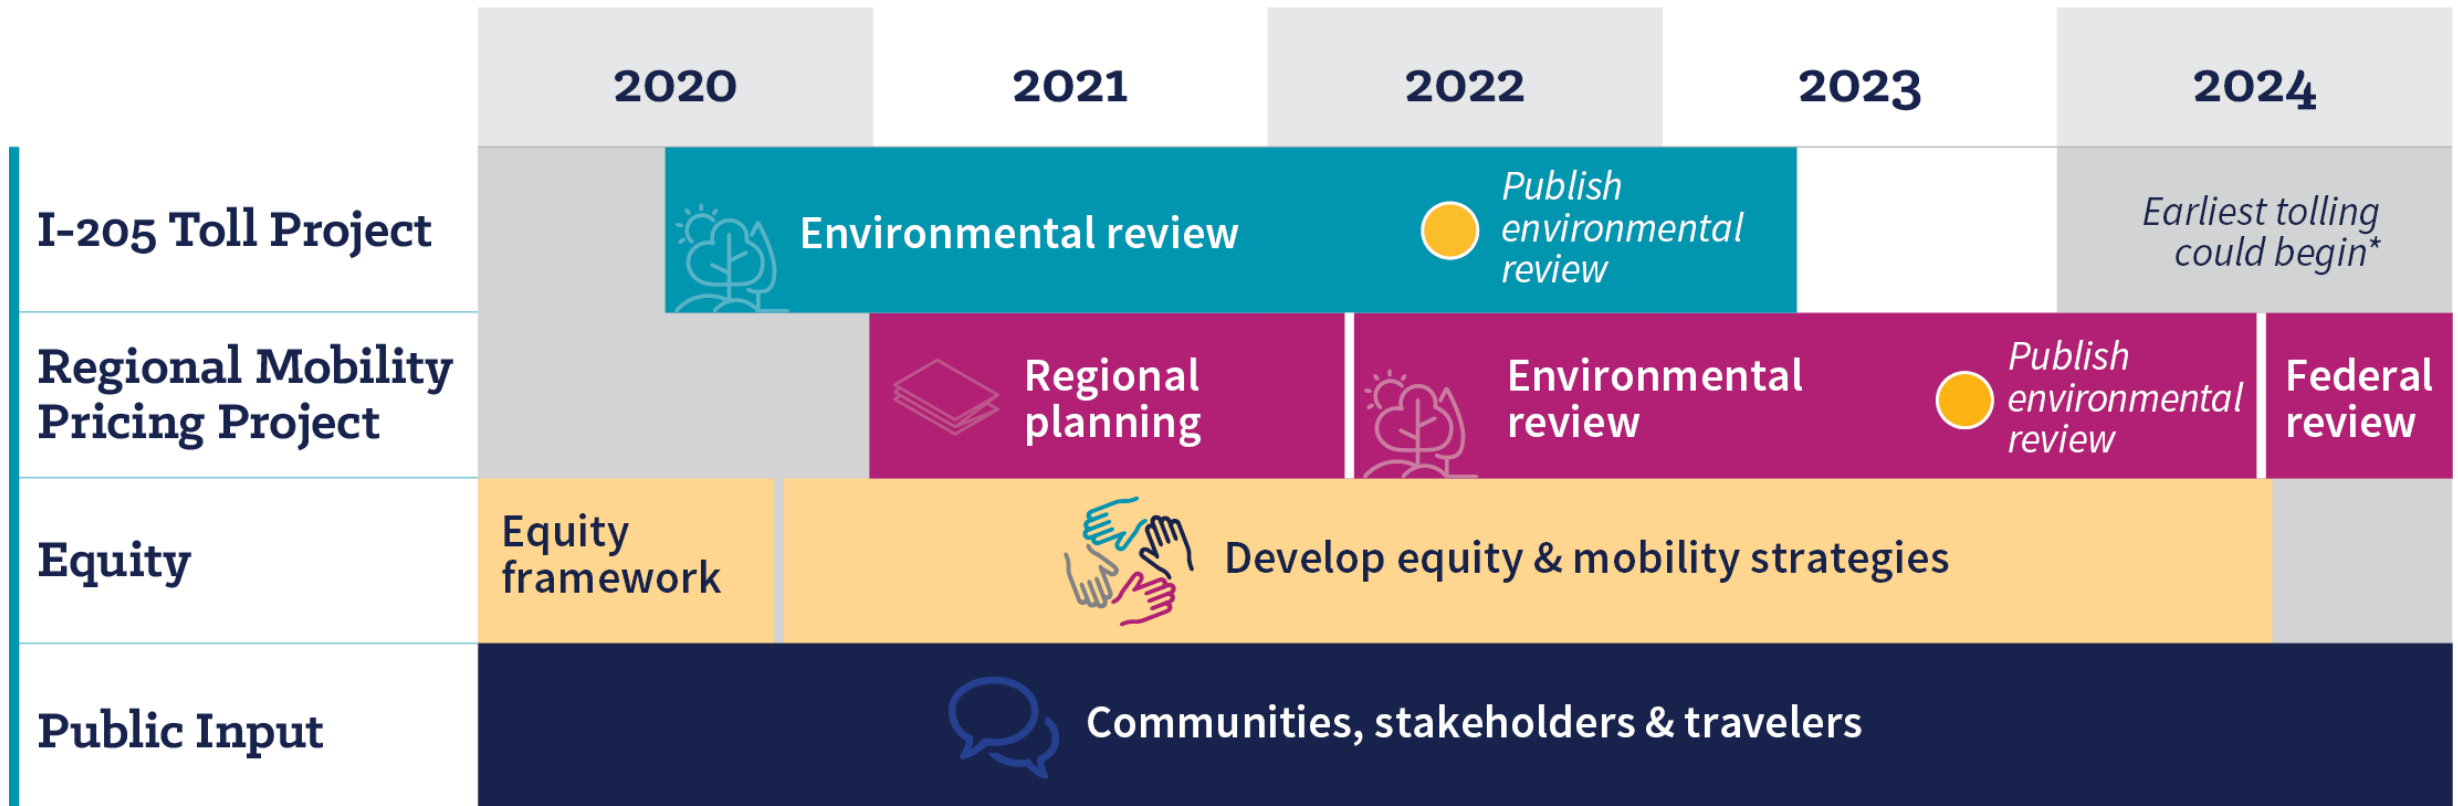 2020 2021 2022 2023 2024
I-205 Toll Project
Environmental review
Publish
environmental
review
Earliest tolling
could begin*
Regional Mobility
Pricing Project
Regional
planning
Environmental
review
Publish
environmental
review
Federal
review
Equity
Equity
framework
Develop equity & mobility strategies
Public Input
Communities, stakeholders & travelers